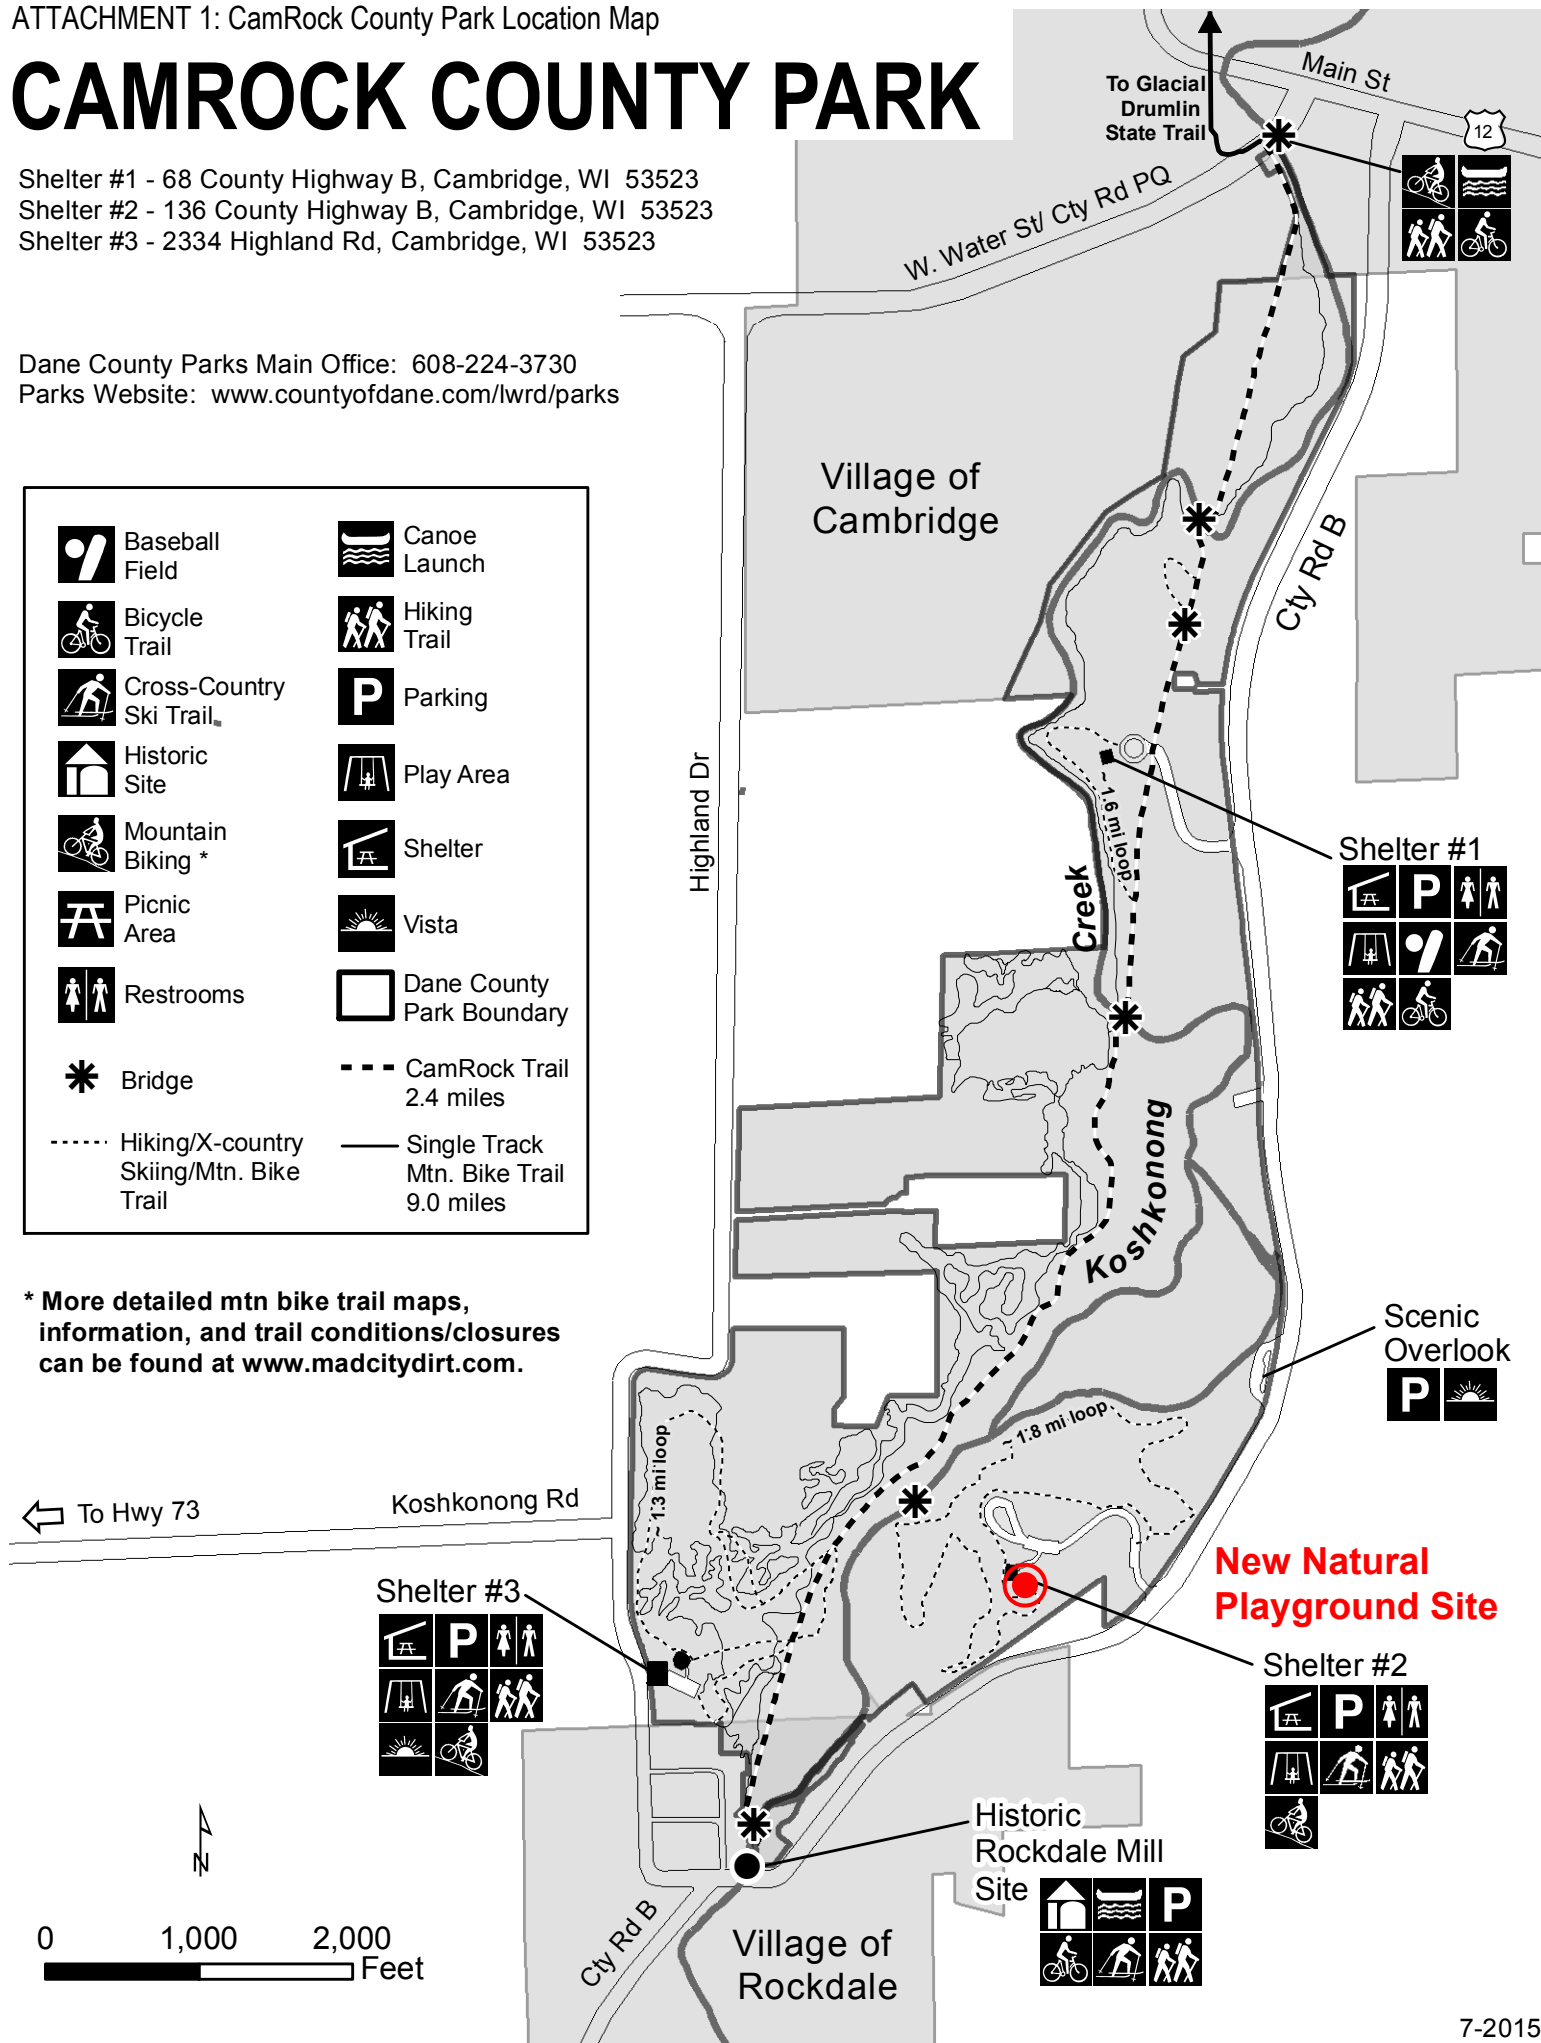 ATTACHMENT 1: CamRock County Park Location Map
CAMROCK COUNTY PARK
Shelter #1 - 68 County Highway B, Cambridge, WI 53523
Shelter #2 - 136 County Highway B, Cambridge, WI 53523
Shelter #3 - 2334 Highland Rd, Cambridge, WI 53523
Dane County Parks Main Office: 608-224-3730
Parks Website: www.countyofdane.com/lwrd/parks
To Glacial
Drumlin
State Trail
Main St
12
W. Water St/ Cty Rd PQ
Village of
Cambridge
Cty Rd B
Highland Dr
Baseball
Field
Bicycle
Trail
Cross-Country
Ski Trail
Historic
Site
Mountain
Biking *
Picnic
Area
Restrooms
Bridge
Hiking/X-country
Skiing/Mtn. Bike
Trail
Canoe
Launch
Hiking
Trail
P
Parking
Play Area
Shelter
Vista
Dane County
Park Boundary
CamRock Trail
2.4 miles
Single Track
Mtn. Bike Trail
9.0 miles
* More detailed mtn bike trail maps,
information, and trail conditions/closures
can be found at www.madcitydirt.com.
~ 1.6 mi loop
Shelter #1
P
Creek
Koshkonong
Scenic
Overlook
P
~ 1.8 mi loop
~ 1.3 mi loop
To Hwy 73
Koshkonong Rd
New Natural
Playground Site
Shelter #3
P
Shelter #2
P
Historic
Rockdale Mill
Site
P
Cty Rd B
Village of
Rockdale
N
0 1,000 2,000
Feet
7-2015